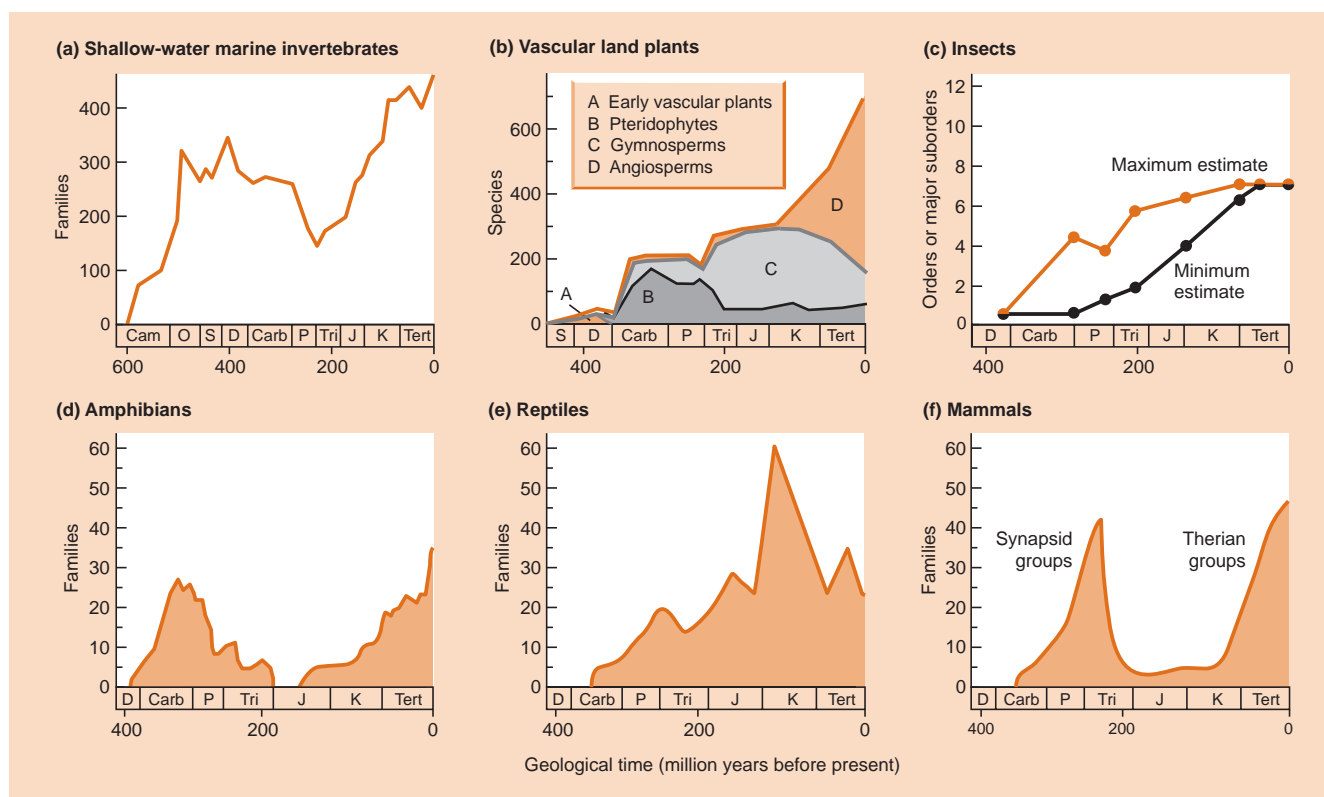 (a) Shallow-water marine invertebrates
Families
400
300
200
100
0
Cam O S D Carb P Tri J K Tert
600 400 200 0
(b) Vascular land plants
Species
600
400
200
0
A Early vascular plants
B Pteridophytes
C Gymnosperms
D Angiosperms
A
B
C
D
S D Carb P Tri J K Tert
400 200 0
(c) Insects
Orders or major suborders
12
10
8
6
4
2
0
Maximum estimate
Minimum
estimate
D Carb P Tri J K Tert
400 200 0
(d) Amphibians
Families
60
50
40
30
20
10
0
D Carb P Tri J K Tert
400 200 0
(e) Reptiles
Families
60
50
40
30
20
10
0
D Carb P Tri J K Tert
400 200 0
(f) Mammals
Families
60
50
40
30
20
10
0
Synapsid
groups
Therian
groups
D Carb P Tri J K Tert
400 200 0
Geological time (million years before present)